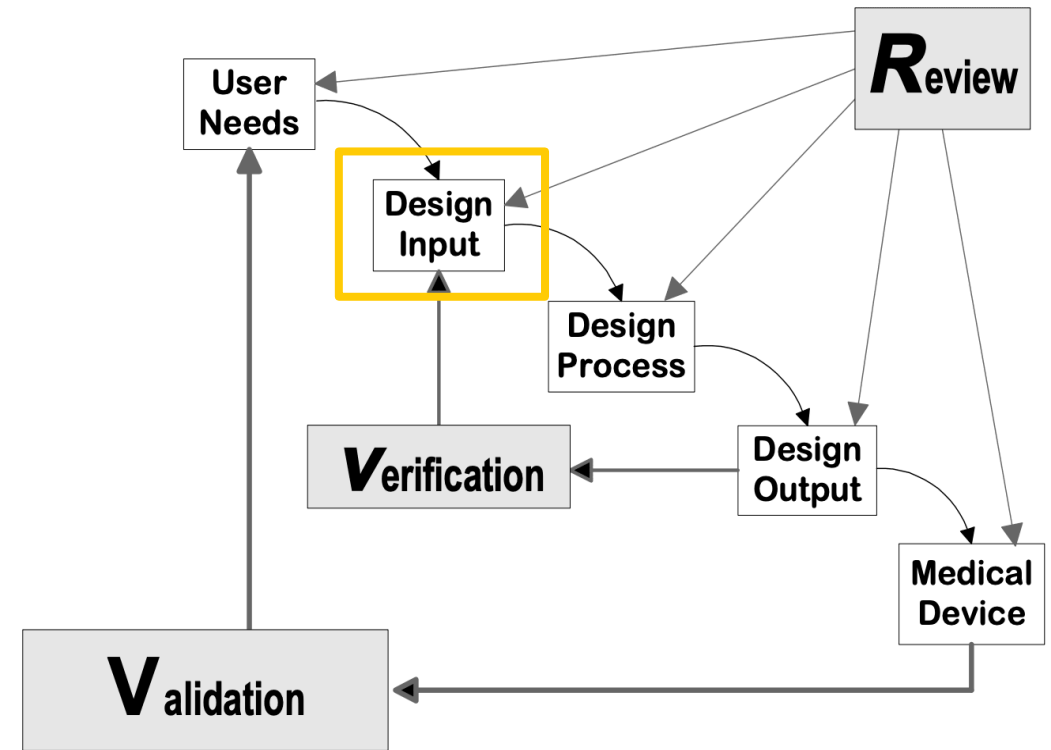 Review
User
Needs
Design
Input
Design
Process
Verification
Design
Output
Medical
Device
Validation